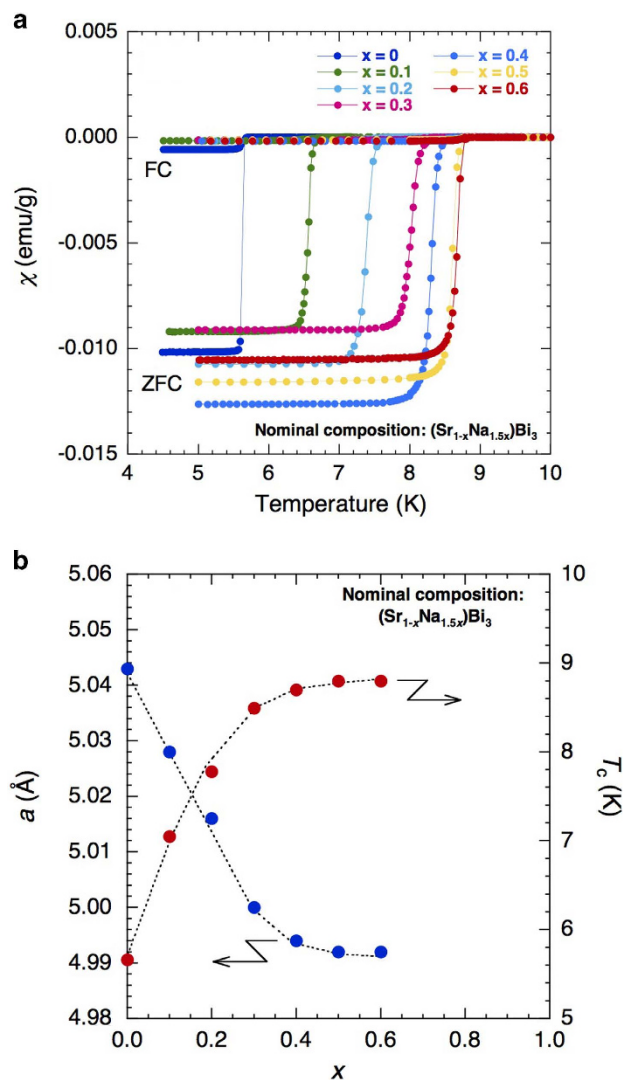 a
0.005
0.000
-0.005
-0.010
-0.015
χ (emu/g)
x = 0
x = 0.1
x = 0.2
x = 0.3
x = 0.4
x = 0.5
x = 0.6
FC
ZFC
Nominal composition: (Sr1-xNa1.5x)Bi3
4 5 6 7 8 9 10
Temperature (K)
b
5.06
5.05
5.04
5.03
5.02
5.01
5.00
4.99
4.98
a (Å)
Nominal composition:
(Sr1-xNa1.5x)Bi3
10
9
8
7
6
5
Tc (K)
0.0 0.2 0.4 0.6 0.8 1.0
x